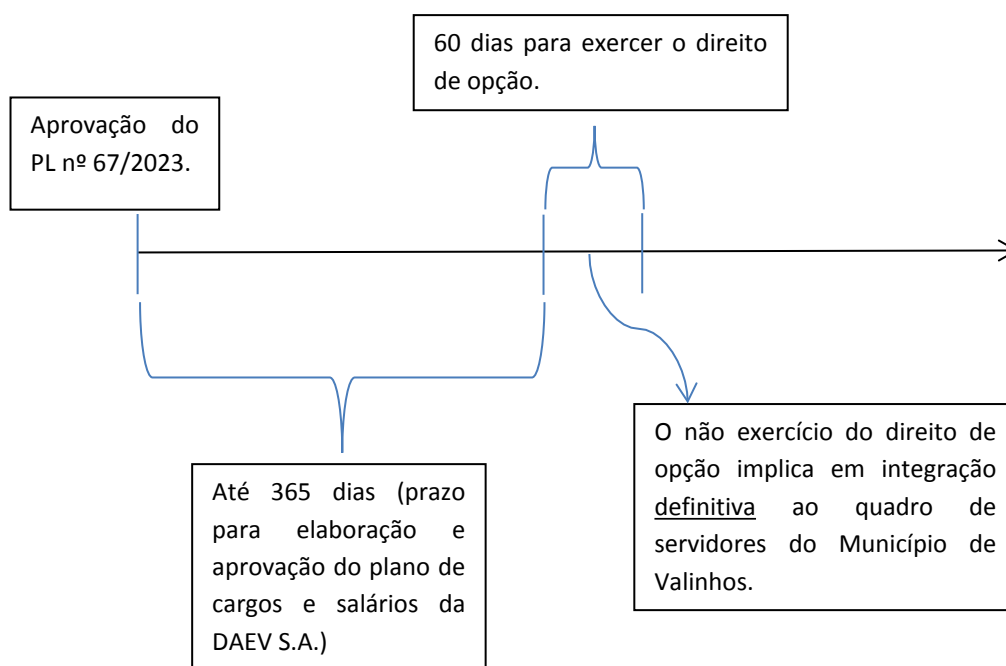 60 dias para exercer o direito
de opção.
Aprovação do
PL nº 67/2023.
O não exercício do direito de
opção implica em integração
definitiva ao quadro de
servidores do Município de
Valinhos.
Até 365 dias (prazo
para elaboração e
aprovação do plano de
cargos e salários da
DAEV S.A.)